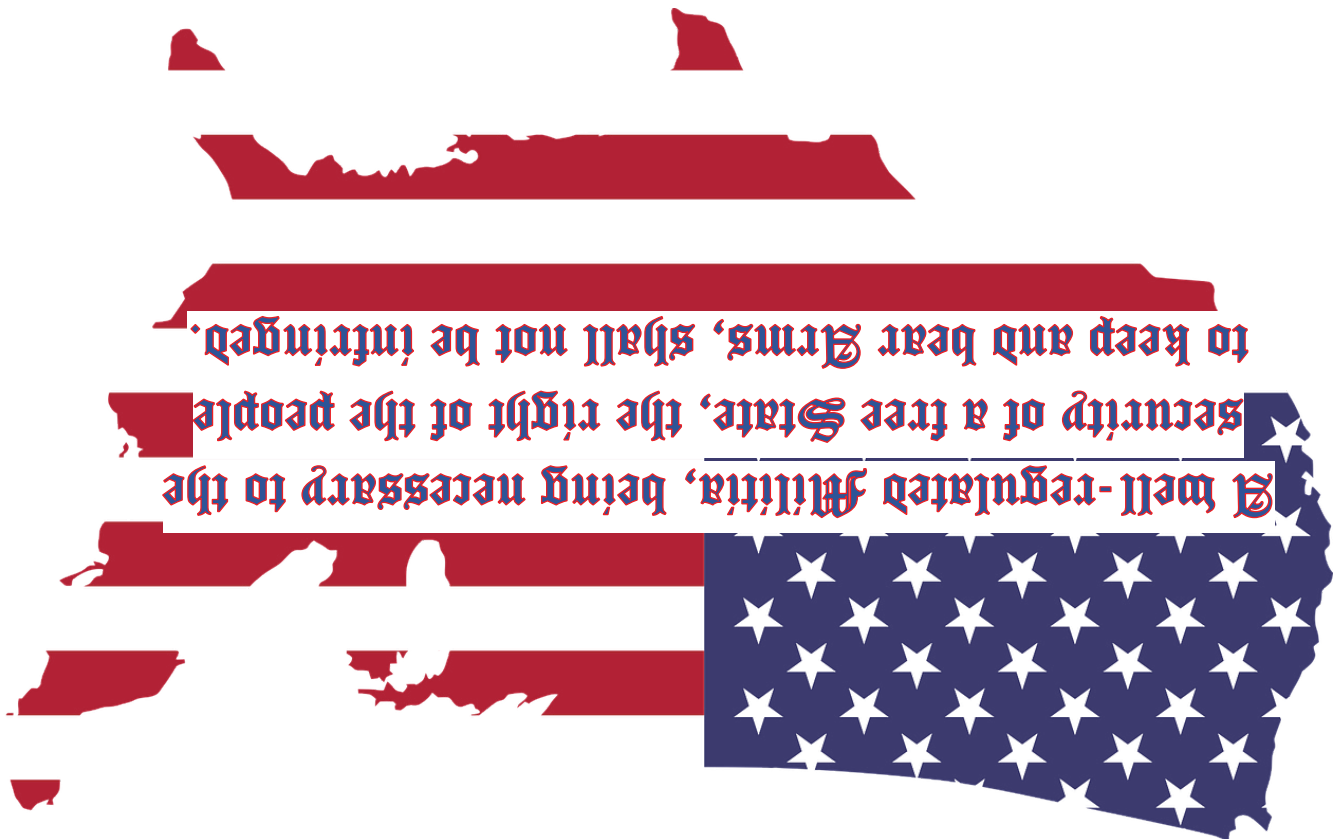 A well-regulated Militia, being necessary to the
security of a free State, the right of the people
to keep and bear Arms, shall not be infringed.